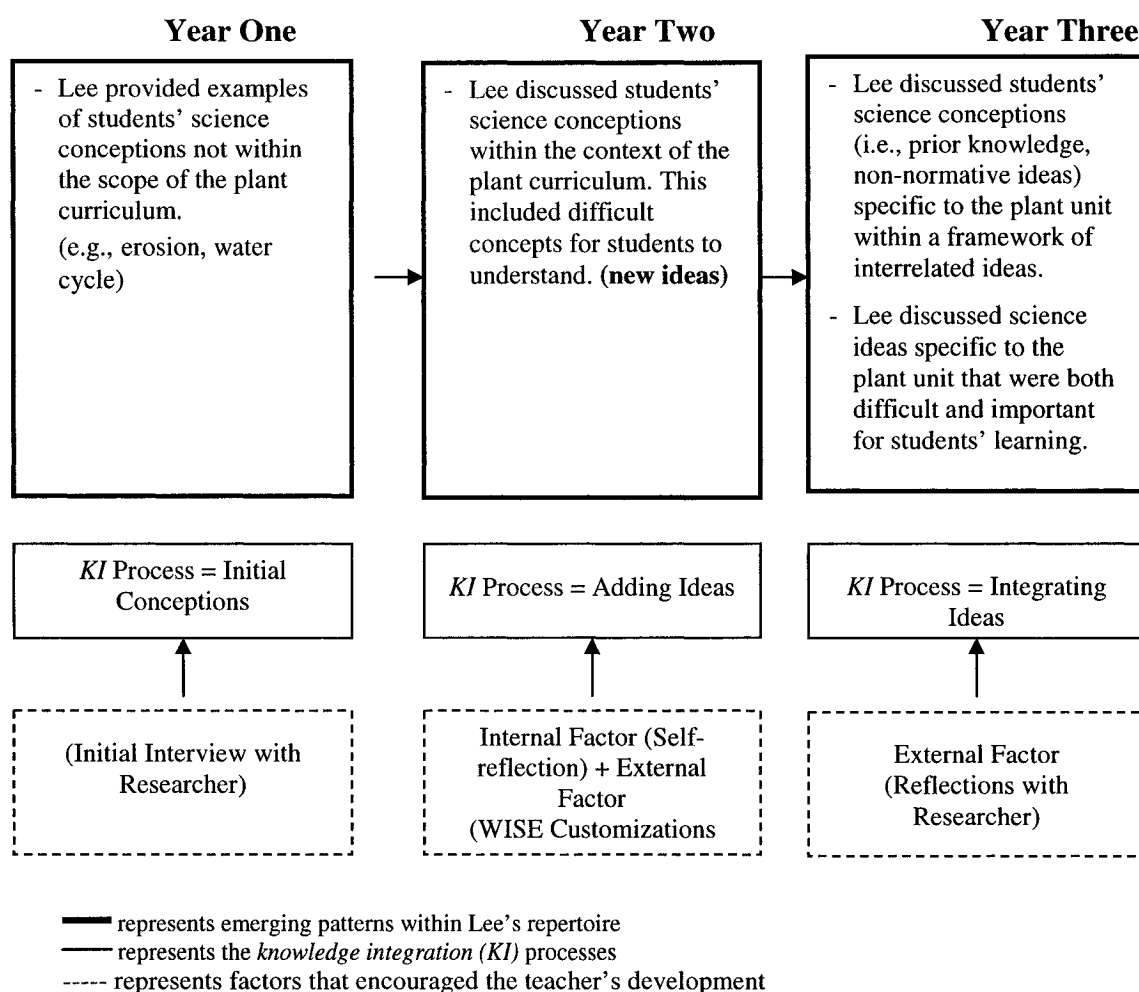 Year One
Year Two
Year Three
- Lee provided examples
of students' science
conceptions not within
the scope of the plant
curriculum.
(e.g., erosion, water
cycle)
- Lee discussed students'
science conceptions
within the context of the
plant curriculum. This
included difficult
concepts for students to
understand. (new ideas)
- Lee discussed students'
science conceptions
(i.e., prior knowledge,
non-normative ideas)
specific to the plant unit
within a framework of
interrelated ideas.
- Lee discussed science
ideas specific to the
plant unit that were both
difficult and important
for students' learning.
KI Process = Initial
Conceptions
KI Process = Adding Ideas
KI Process = Integrating
Ideas
(Initial Interview with
Researcher)
Internal Factor (Self-
reflection) + External
Factor
(WISE Customizations
External Factor
(Reflections with
Researcher)
represents emerging patterns within Lee's repertoire
represents the knowledge integration (KI) processes
----- represents factors that encouraged the teacher's development